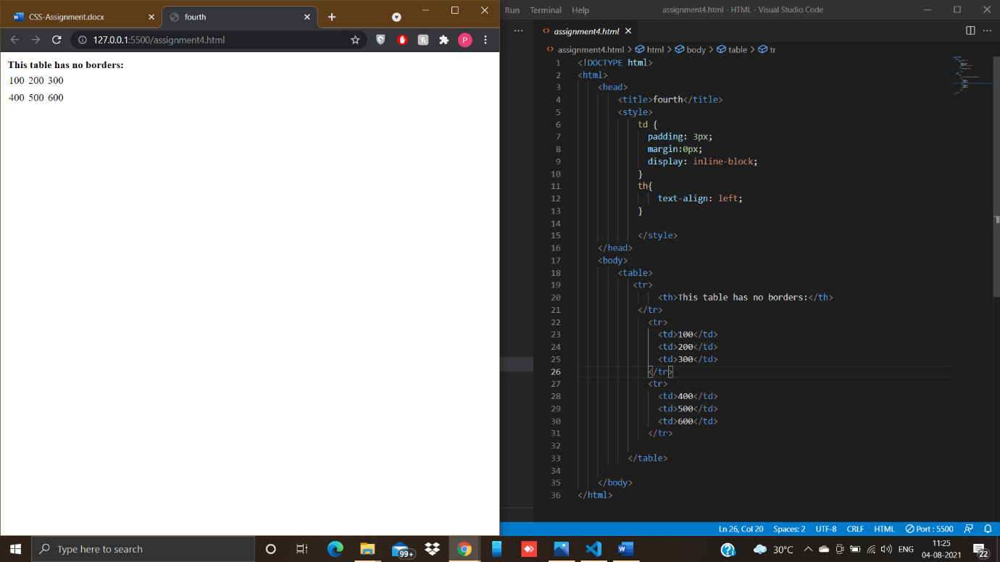 CSS-Assignment.docx
fourth
127.0.0.1:5500/assignment4.html
P
This table has no borders:
100 200 300
400 500 600
Run Terminal Help
assignment4.html - HTML - Visual Studio Code
assignment4.html
assignment4.html > html > body > table > tr
1 <!DOCTYPE html>
2 <html>
3 <head>
4 <title>fourth</title>
5 <style>
6 td {
7 padding: 3px;
8 margin:0px;
9 display: inline-block;
10 }
11 th{
12 text-align: left;
13 }
14
15 </style>
16 </head>
17 <body>
18 <table>
19 <tr>
20 <th>This table has no borders:</th>
21 </tr>
22 <tr>
23 <td>100</td>
24 <td>200</td>
25 <td>300</td>
26 </tr>
27 <tr>
28 <td>400</td>
29 <td>500</td>
30 <td>600</td>
31 </tr>
32
33 </table>
34
35 </body>
36 </html>
Ln 26, Col 20 Spaces: 2 UTF-8 CRLF HTML Port : 5500
Type here to search
99+
30°C
ENG
11:25
04-08-2021
22